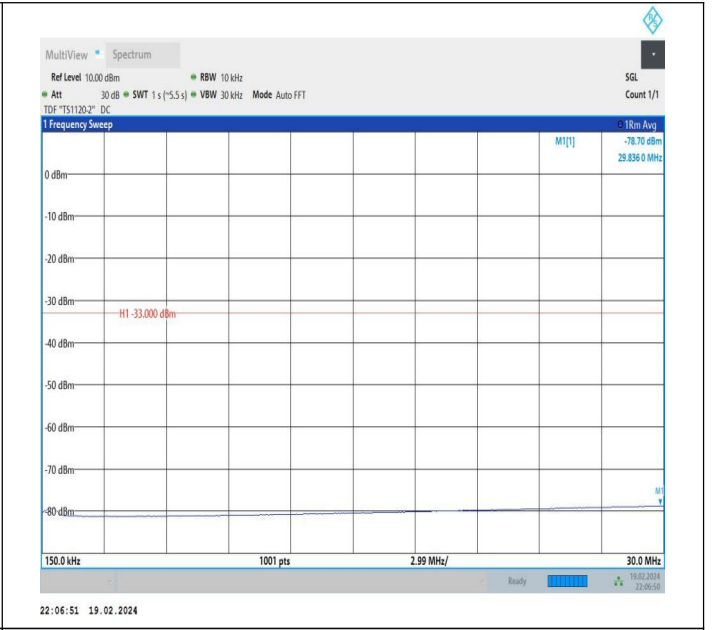 R&S
MultiView Spectrum
Ref Level 10.00 dBm RBW 10 kHz SGL
Att 30 dB SWT 1 s (~5.5 s) VBW 30 kHz Mode Auto FFT Count 1/1
TDF "TS1120-2" DC
1 Frequency Sweep 1Rm Avg
M1[1] -78.70 dBm
29.836 0 MHz
0 dBm
-10 dBm
-20 dBm
-30 dBm
H1 -33.000 dBm
-40 dBm
-50 dBm
-60 dBm
-70 dBm
M1
-80 dBm
150.0 kHz 1001 pts 2.99 MHz/ 30.0 MHz
Ready 19.02.2024
22:06:50
22:06:51 19.02.2024